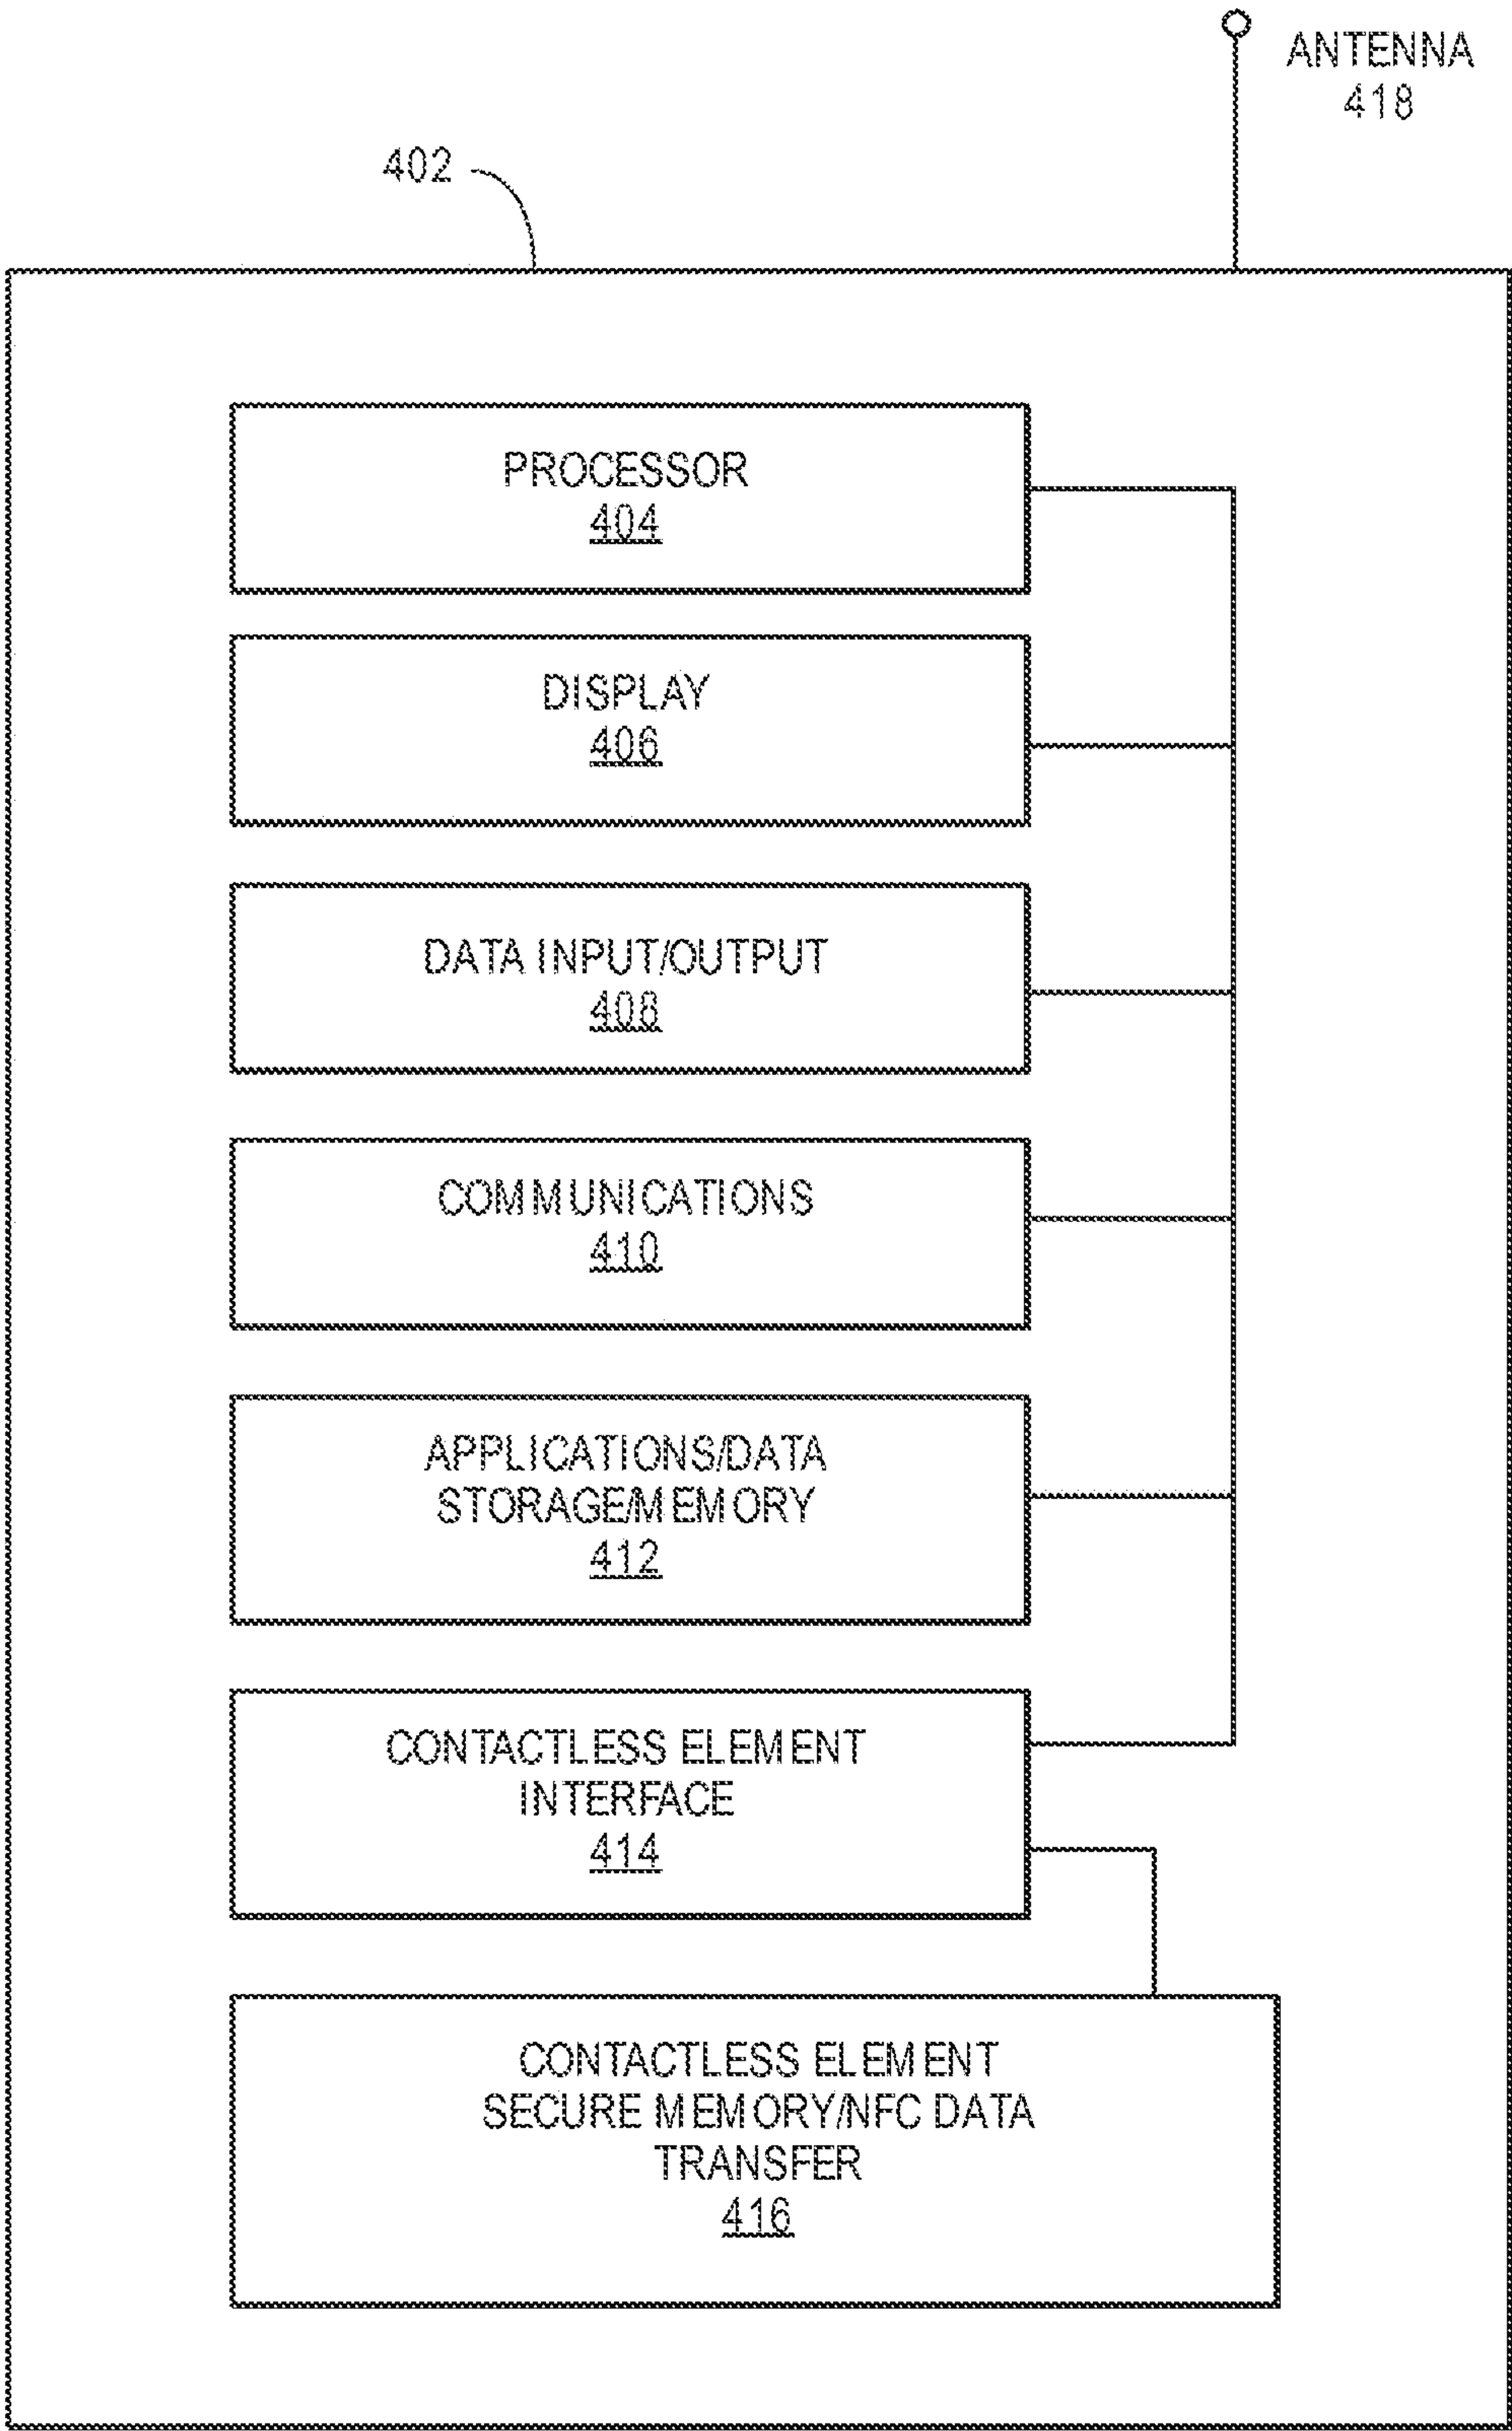 ANTENNA
418
402
PROCESSOR
404
DISPLAY
406
DATA INPUT/OUTPUT
408
COMMUNICATIONS
410
APPLICATIONS/DATA
STORAGE/MEMORY
412
CONTACTLESS ELEMENT
INTERFACE
414
CONTACTLESS ELEMENT
SECURE MEMORY/NFC DATA
TRANSFER
416